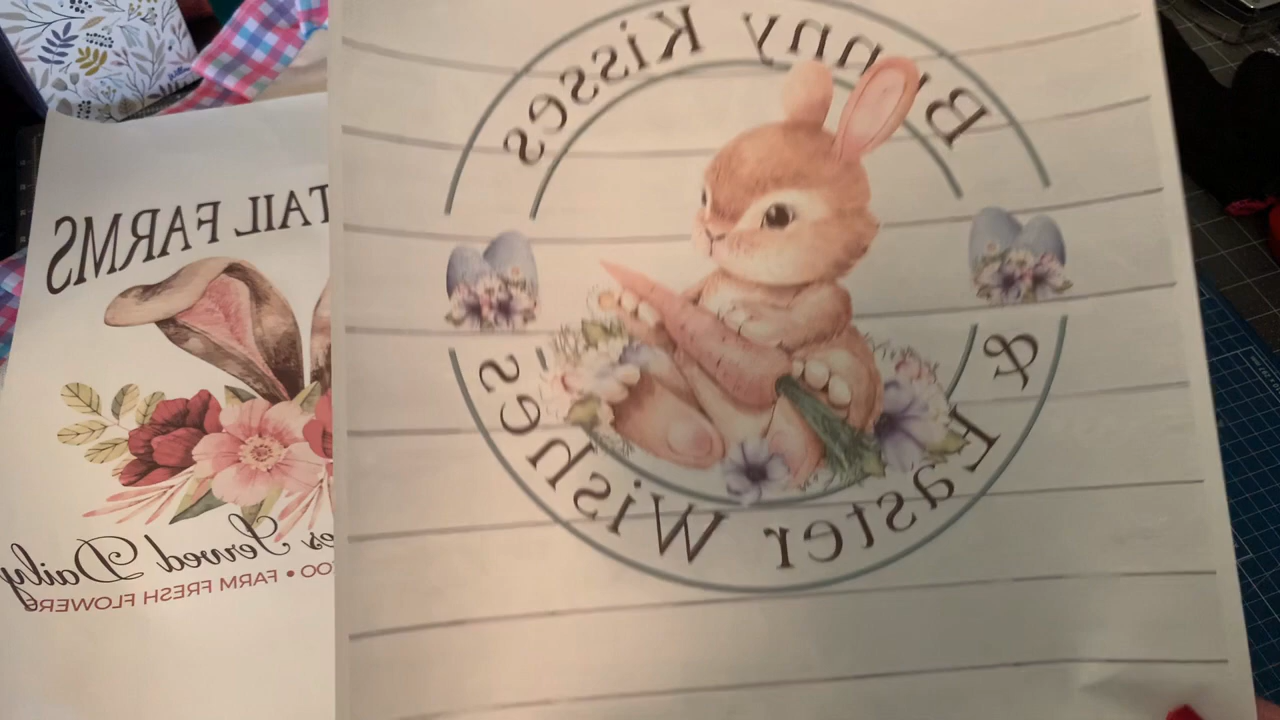 Bunny Kisses
& Easter Wishes
TAIL FARMS
Served Daily
• FARM FRESH FLOWERS